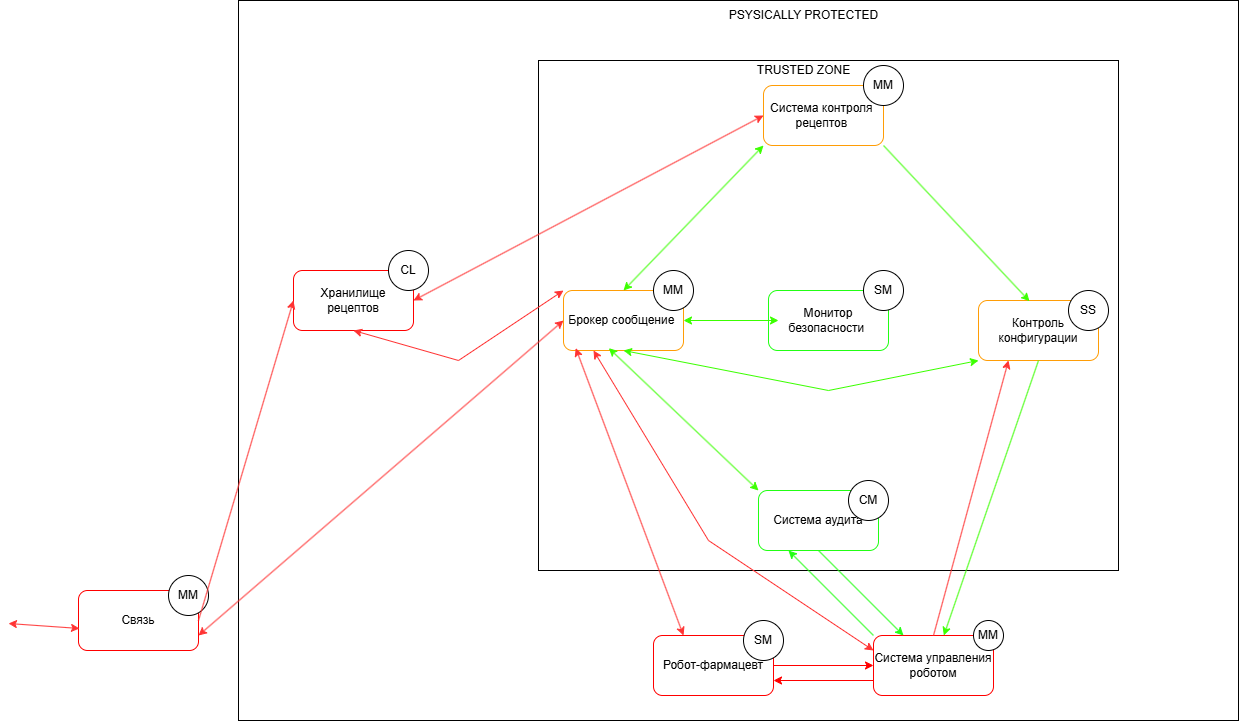 PSYSICALLY PROTECTED
TRUSTED ZONE
MM
Система контроля
рецептов
CL
Хранилище
рецептов
MM
Брокер сообщение
SM
Монитор
безопасности
SS
Контроль
конфигурации
CM
Система аудита
MM
Связь
SM
Робот-фармацевт
MM
Система управления
роботом